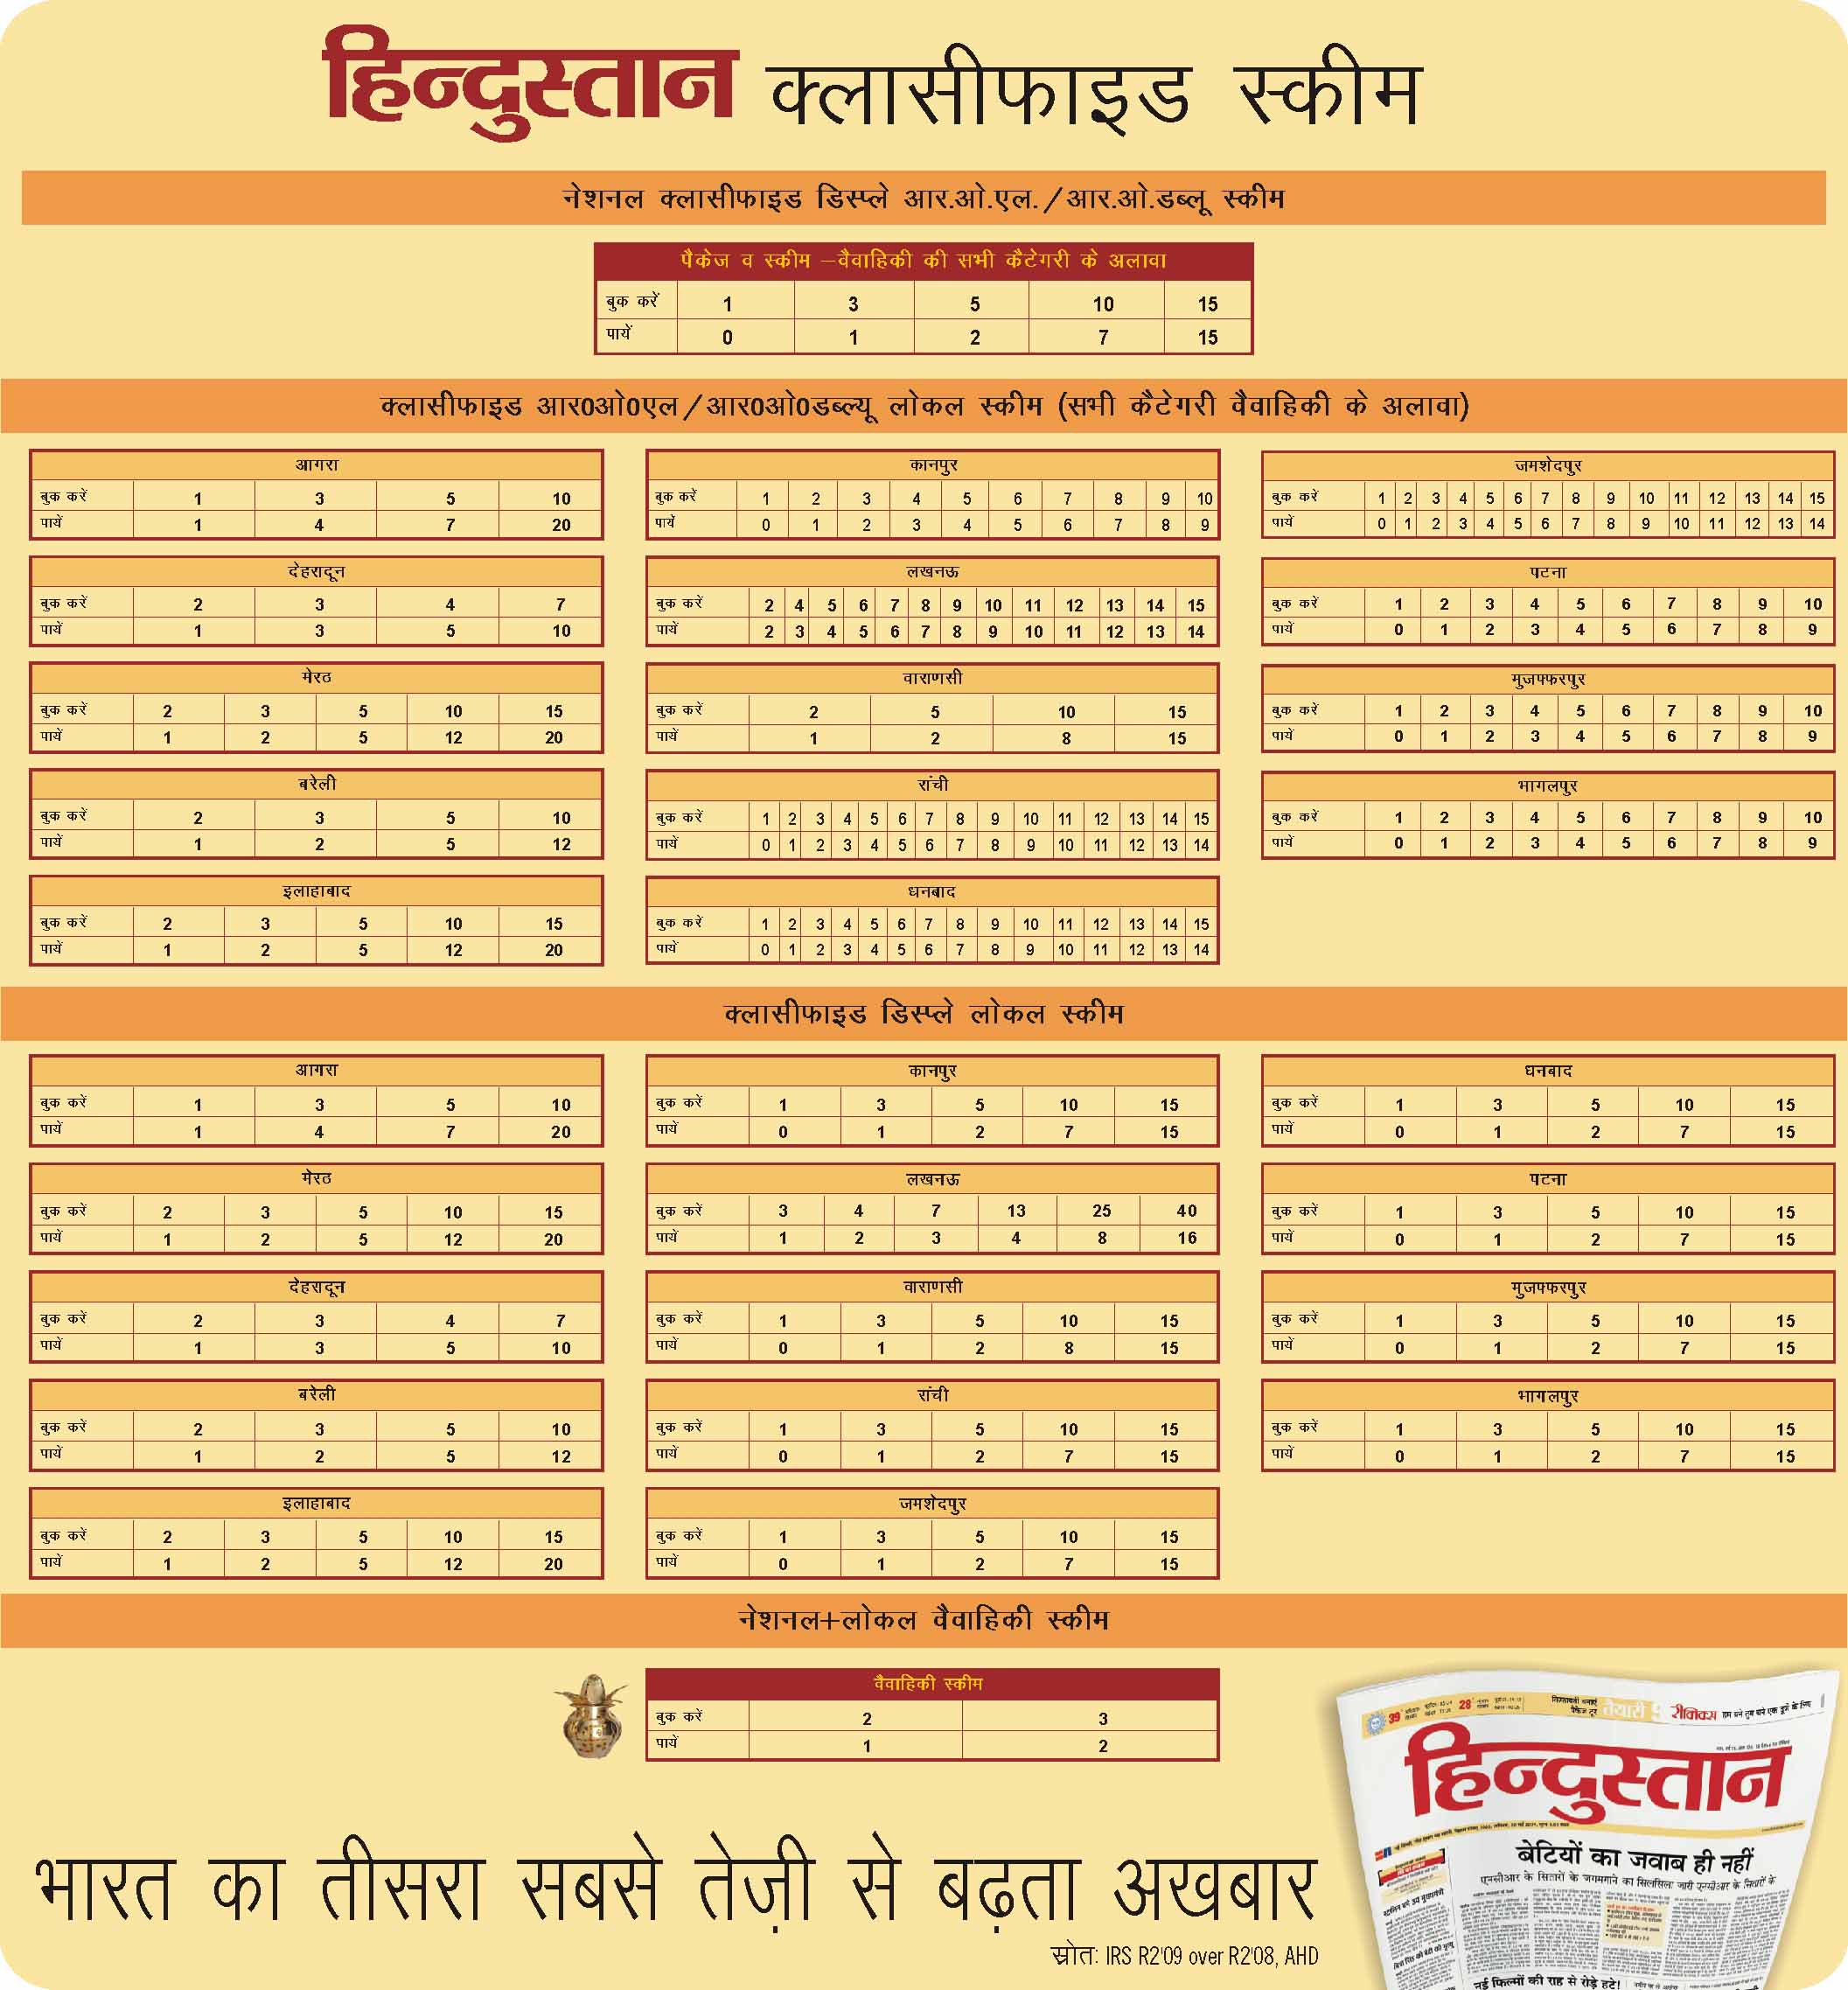 हिन्दुस्तान क्लासीफाइड स्कीम
नेशनल क्लासीफाइड डिस्प्ले आर.ओ.एल./आर.ओ.डब्लू स्कीम
पैकेज व स्कीम –वैवाहिकी की सभी कैटेगरी के अलावा
बुक करें 1 3 5 10 15
पायें 0 1 2 7 15
क्लासीफाइड आर0ओ0एल/आर0ओ0डब्ल्यू लोकल स्कीम (सभी कैटेगरी वैवाहिकी के अलावा)
आगरा
बुक करें 1 3 5 10
पायें 1 4 7 20
देहरादून
बुक करें 2 3 4 7
पायें 1 3 5 10
मेरठ
बुक करें 2 3 5 10 15
पायें 1 2 5 12 20
बरेली
बुक करें 2 3 5 10
पायें 1 2 5 12
इलाहाबाद
बुक करें 2 3 5 10 15
पायें 1 2 5 12 20
कानपुर
बुक करें 1 2 3 4 5 6 7 8 9 10
पायें 0 1 2 3 4 5 6 7 8 9
लखनऊ
बुक करें 2 4 5 6 7 8 9 10 11 12 13 14 15
पायें 2 3 4 5 6 7 8 9 10 11 12 13 14
वाराणसी
बुक करें 2 5 10 15
पायें 1 2 8 15
रांची
बुक करें 1 2 3 4 5 6 7 8 9 10 11 12 13 14 15
पायें 0 1 2 3 4 5 6 7 8 9 10 11 12 13 14
धनबाद
बुक करें 1 2 3 4 5 6 7 8 9 10 11 12 13 14 15
पायें 0 1 2 3 4 5 6 7 8 9 10 11 12 13 14
जमशेदपुर
बुक करें 1 2 3 4 5 6 7 8 9 10 11 12 13 14 15
पायें 0 1 2 3 4 5 6 7 8 9 10 11 12 13 14
पटना
बुक करें 1 2 3 4 5 6 7 8 9 10
पायें 0 1 2 3 4 5 6 7 8 9
मुजफ्फरपुर
बुक करें 1 2 3 4 5 6 7 8 9 10
पायें 0 1 2 3 4 5 6 7 8 9
भागलपुर
बुक करें 1 2 3 4 5 6 7 8 9 10
पायें 0 1 2 3 4 5 6 7 8 9
क्लासीफाइड डिस्प्ले लोकल स्कीम
आगरा
बुक करें 1 3 5 10
पायें 1 4 7 20
मेरठ
बुक करें 2 3 5 10 15
पायें 1 2 5 12 20
देहरादून
बुक करें 2 3 4 7
पायें 1 3 5 10
बरेली
बुक करें 2 3 5 10
पायें 1 2 5 12
इलाहाबाद
बुक करें 2 3 5 10 15
पायें 1 2 5 12 20
कानपुर
बुक करें 1 3 5 10 15
पायें 0 1 2 7 15
लखनऊ
बुक करें 3 4 7 13 25 40
पायें 1 2 3 4 8 16
वाराणसी
बुक करें 1 3 5 10 15
पायें 0 1 2 8 15
रांची
बुक करें 1 3 5 10 15
पायें 0 1 2 7 15
जमशेदपुर
बुक करें 1 3 5 10 15
पायें 0 1 2 7 15
धनबाद
बुक करें 1 3 5 10 15
पायें 0 1 2 7 15
पटना
बुक करें 1 3 5 10 15
पायें 0 1 2 7 15
मुजफ्फरपुर
बुक करें 1 3 5 10 15
पायें 0 1 2 7 15
भागलपुर
बुक करें 1 3 5 10 15
पायें 0 1 2 7 15
नेशनल+लोकल वैवाहिकी स्कीम
वैवाहिकी स्कीम
बुक करें 2 3
पायें 1 2
भारत का तीसरा सबसे तेज़ी से बढ़ता अखबार
स्रोत: IRS R2'09 over R2'08, AHD
39 28 तैयारी
हिन्दुस्तान
बेटियों का जवाब ही नहीं
एनसीआर के सितारों के जगमगाने का सिलसिला जारी एनसीआर के सितारों के
नई फिल्मों की राह से रोड़े हटे!